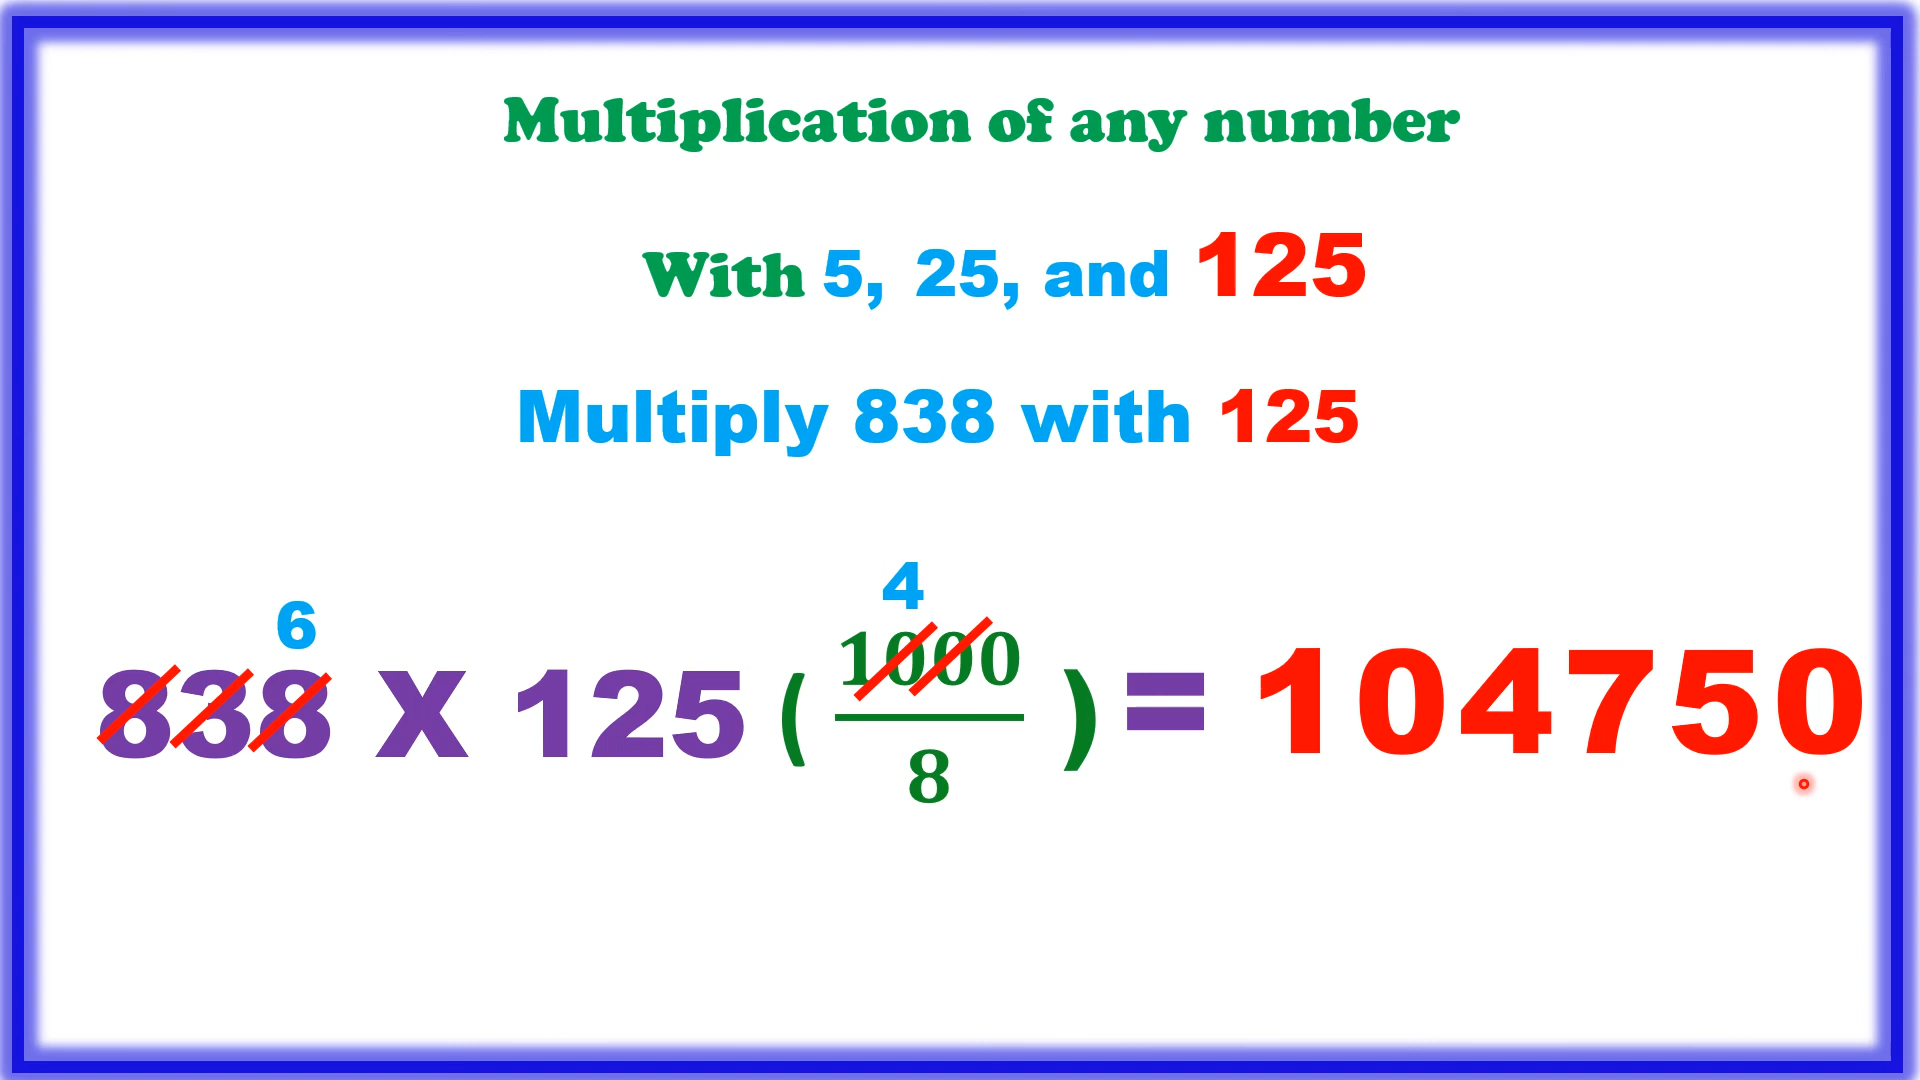 Multiplication of any number
With 5, 25, and 125
Multiply 838 with 125
6 4
838 X 125 ( 1000 / 8 ) = 104750